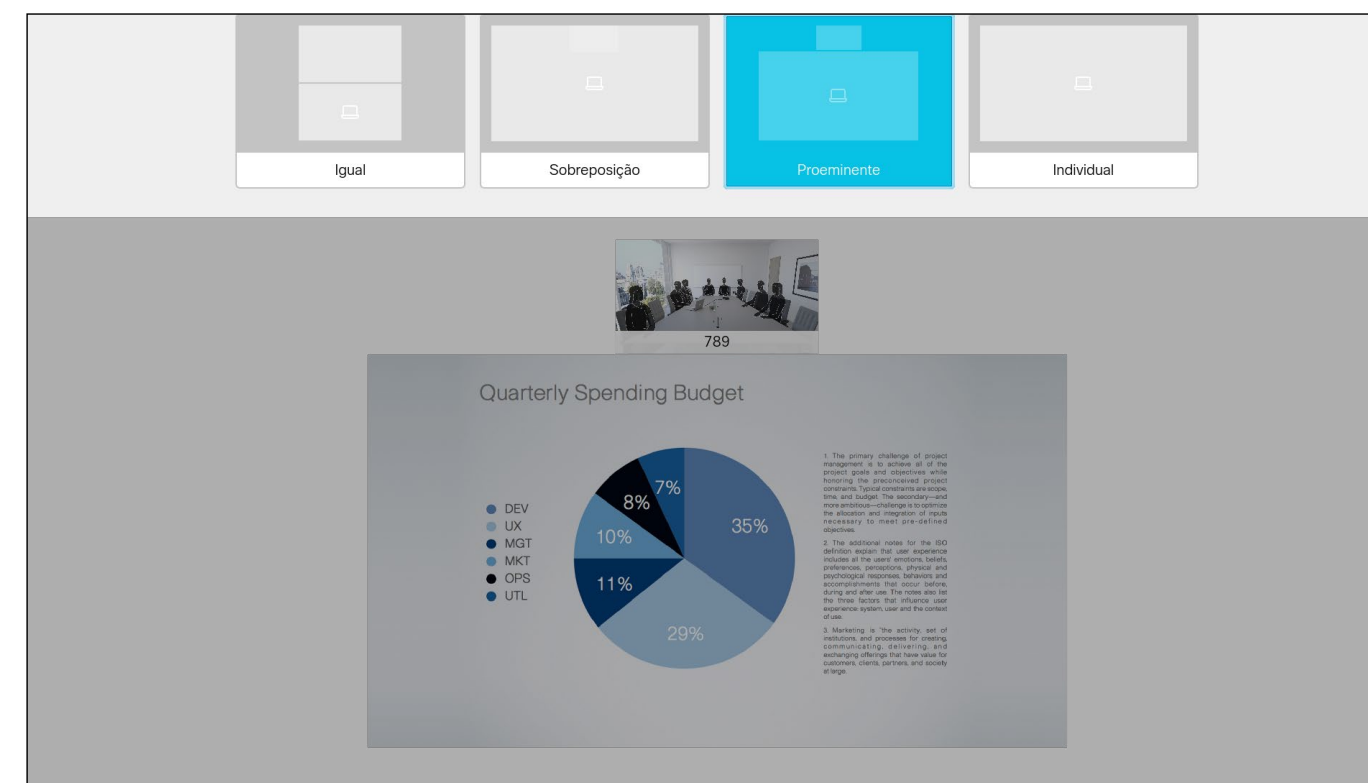 Igual
Sobreposição
Proeminente
Individual
789
Quarterly Spending Budget
DEV
UX
MGT
MKT
OPS
UTL
7%
8%
35%
10%
11%
29%
1. The primary challenge of project
management is to achieve all of the
project goals and objectives while
honoring the preconceived project
constraints. Typical constraints are scope,
time, and budget. The secondary—and
more ambitious—challenge is to optimize
the allocation and integration of inputs
necessary to meet pre-defined
objectives.
2. The additional notes for the ISO
definition explain that user experience
includes all the users' emotions, beliefs,
preferences, perceptions, physical and
psychological responses, behaviors and
accomplishments that occur before,
during and after use. The notes also list
the three factors that influence user
experience: system, user and the context
of use.
3. Marketing is "the activity, set of
institutions, and processes for creating,
communicating, delivering, and
exchanging offerings that have value for
customers, clients, partners, and society
at large.